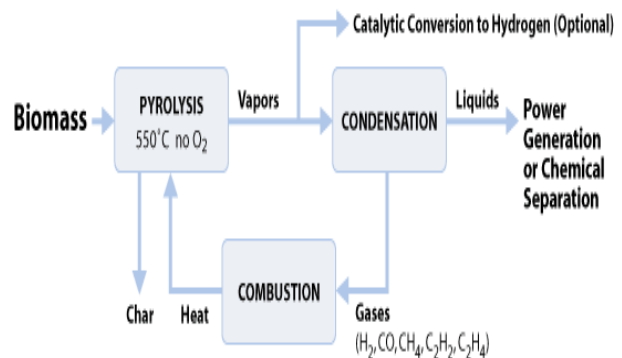 Catalytic Conversion to Hydrogen (Optional)
Biomass
PYROLYSIS
550°C no O₂
Vapors
CONDENSATION
Liquids
Power
Generation
or Chemical
Separation
Char
Heat
COMBUSTION
Gases
(H₂, CO, CH₄, C₂H₂, C₂H₄)